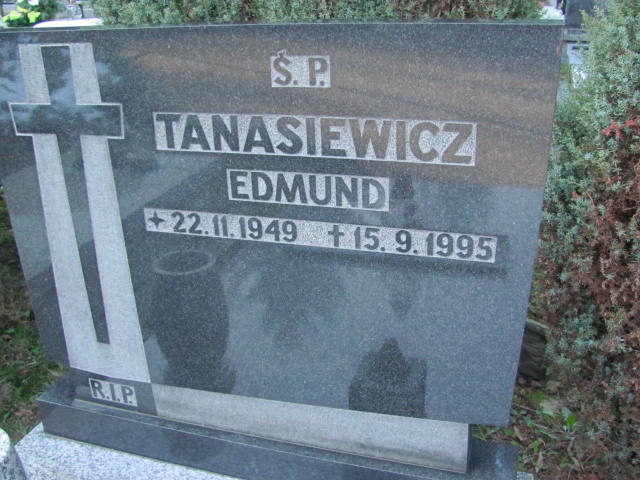 Ś.P.
TANASIEWICZ
EDMUND
✦ 22.11.1949 ✝ 15.9.1995
R.I.P.